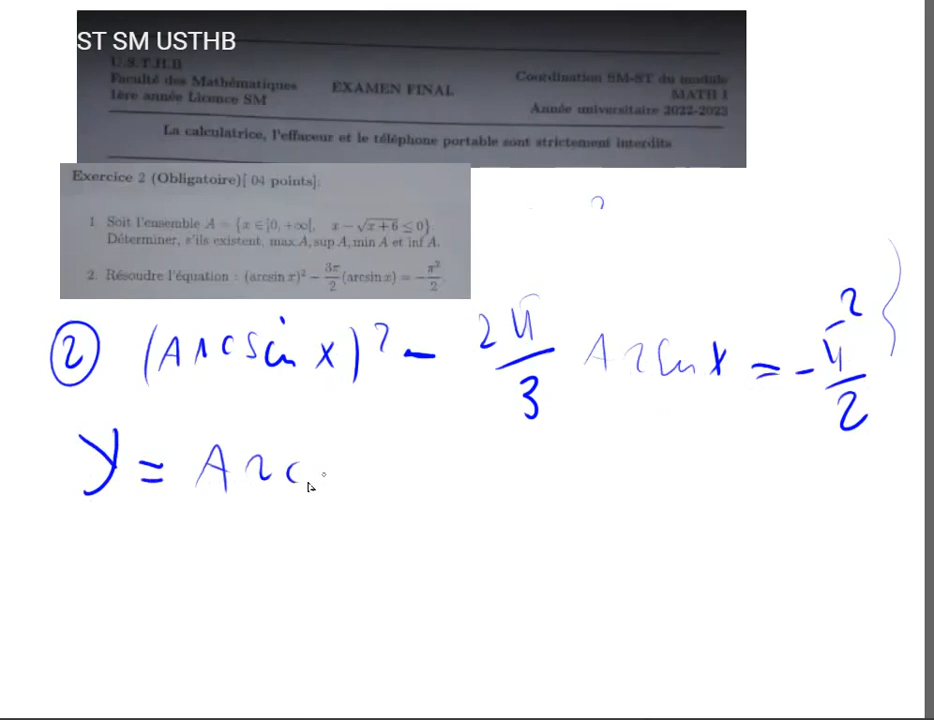 ST SM USTHB
U.S.T.H.B
Faculté des Mathématiques
1ère année Licence SM
EXAMEN FINAL
Coordination SM-ST du module
MATH I
Année universitaire 2022-2023
La calculatrice, l'effaceur et le téléphone portable sont strictement interdits
Exercice 2 (Obligatoire)[ 04 points]:
1. Soit l'ensemble A = {x ∈]0, +∞[, x − √(x+6) ≤ 0}
Déterminer, s'ils existent, max A, sup A, min A et inf A.
2. Résoudre l'équation : (arcsin x)² − 3π/2 (arcsin x) = −π²/2
② (Arcsin x)² − 2π/3 Arcsin x = −π²/2
y = Arc